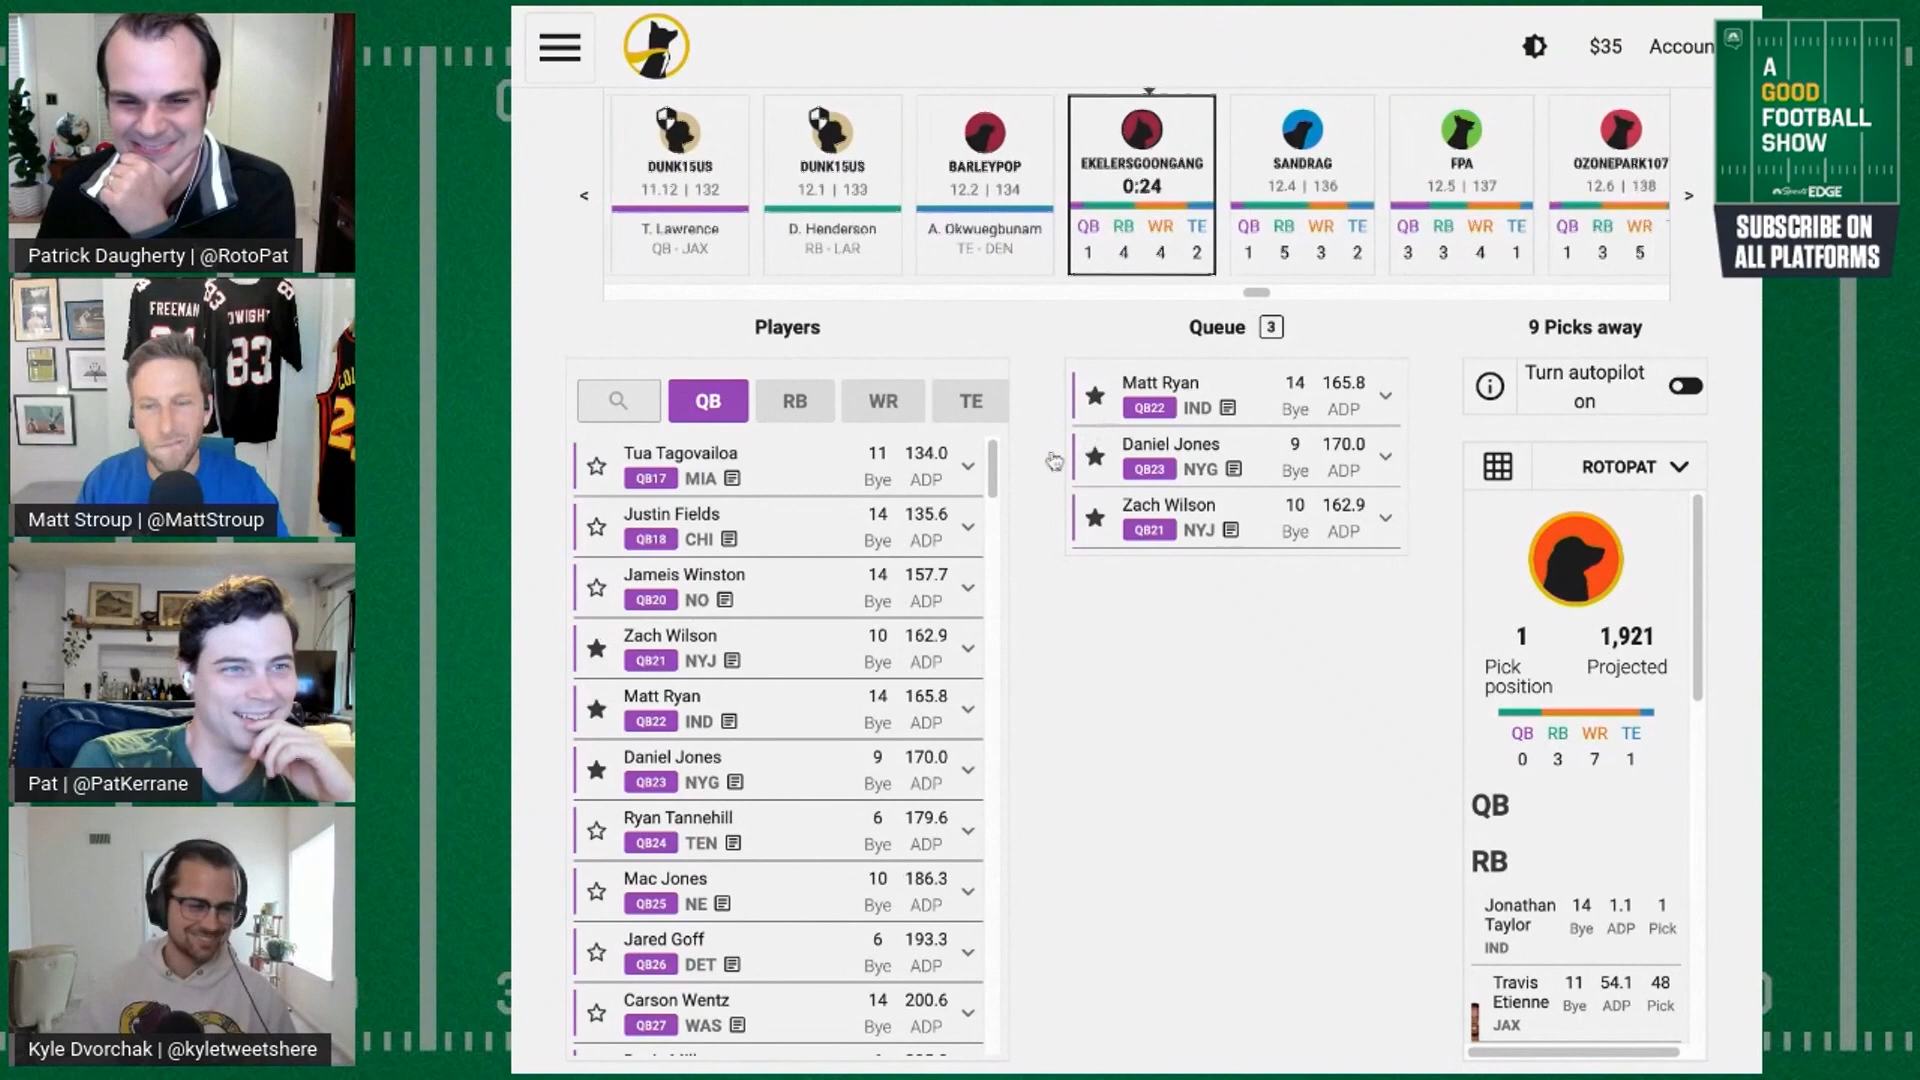 $35 Accoun
A
GOOD
FOOTBALL
SHOW
EDGE
SUBSCRIBE ON
ALL PLATFORMS
DUNK15US
11.12 | 132
T. Lawrence
QB - JAX
DUNK15US
12.1 | 133
D. Henderson
RB - LAR
BARLEYPOP
12.2 | 134
A. Okwuegbunam
TE - DEN
EKELERSGOONGANG
0:24
QB RB WR TE
1 4 4 2
SANDRAG
12.4 | 136
QB RB WR TE
1 5 3 2
FPA
12.5 | 137
QB RB WR TE
3 3 4 1
OZONEPARK107
12.6 | 138
QB RB WR
1 3 5
< >
Players
QB RB WR TE
Tua Tagovailoa 11 134.0
QB17 MIA Bye ADP
Justin Fields 14 135.6
QB18 CHI Bye ADP
Jameis Winston 14 157.7
QB20 NO Bye ADP
Zach Wilson 10 162.9
QB21 NYJ Bye ADP
Matt Ryan 14 165.8
QB22 IND Bye ADP
Daniel Jones 9 170.0
QB23 NYG Bye ADP
Ryan Tannehill 6 179.6
QB24 TEN Bye ADP
Mac Jones 10 186.3
QB25 NE Bye ADP
Jared Goff 6 193.3
QB26 DET Bye ADP
Carson Wentz 14 200.6
QB27 WAS Bye ADP
Queue 3
Matt Ryan 14 165.8
QB22 IND Bye ADP
Daniel Jones 9 170.0
QB23 NYG Bye ADP
Zach Wilson 10 162.9
QB21 NYJ Bye ADP
9 Picks away
Turn autopilot
on
ROTOPAT
1 1,921
Pick Projected
position
QB RB WR TE
0 3 7 1
QB
RB
Jonathan 14 1.1 1
Taylor Bye ADP Pick
IND
Travis 11 54.1 48
Etienne Bye ADP Pick
JAX
Patrick Daugherty | @RotoPat
FREEMAN
DWIGHT
83
83
Matt Stroup | @MattStroup
Pat | @PatKerrane
Kyle Dvorchak | @kyletweetshere